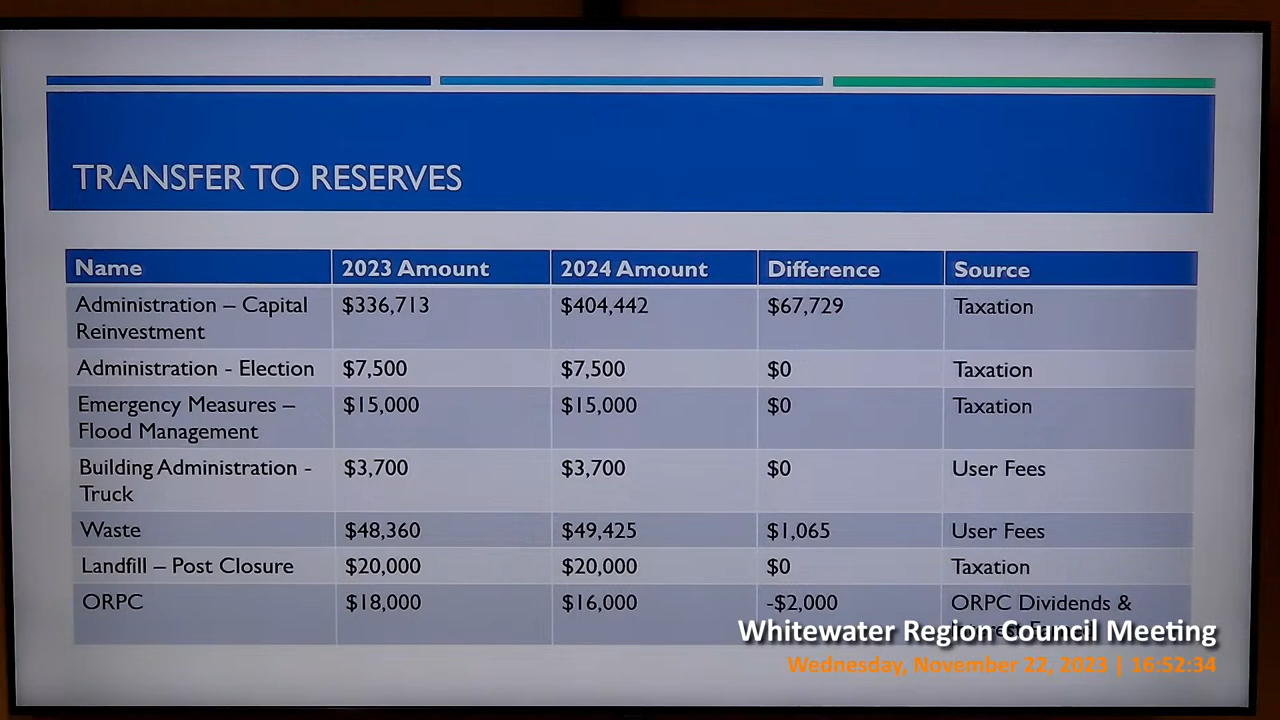 TRANSFER TO RESERVES
Name 2023 Amount 2024 Amount Difference Source
Administration – Capital Reinvestment $336,713 $404,442 $67,729 Taxation
Administration - Election $7,500 $7,500 $0 Taxation
Emergency Measures – Flood Management $15,000 $15,000 $0 Taxation
Building Administration - Truck $3,700 $3,700 $0 User Fees
Waste $48,360 $49,425 $1,065 User Fees
Landfill – Post Closure $20,000 $20,000 $0 Taxation
ORPC $18,000 $16,000 -$2,000 ORPC Dividends &
Whitewater Region Council Meeting
Wednesday, November 22, 2023 | 16:52:34